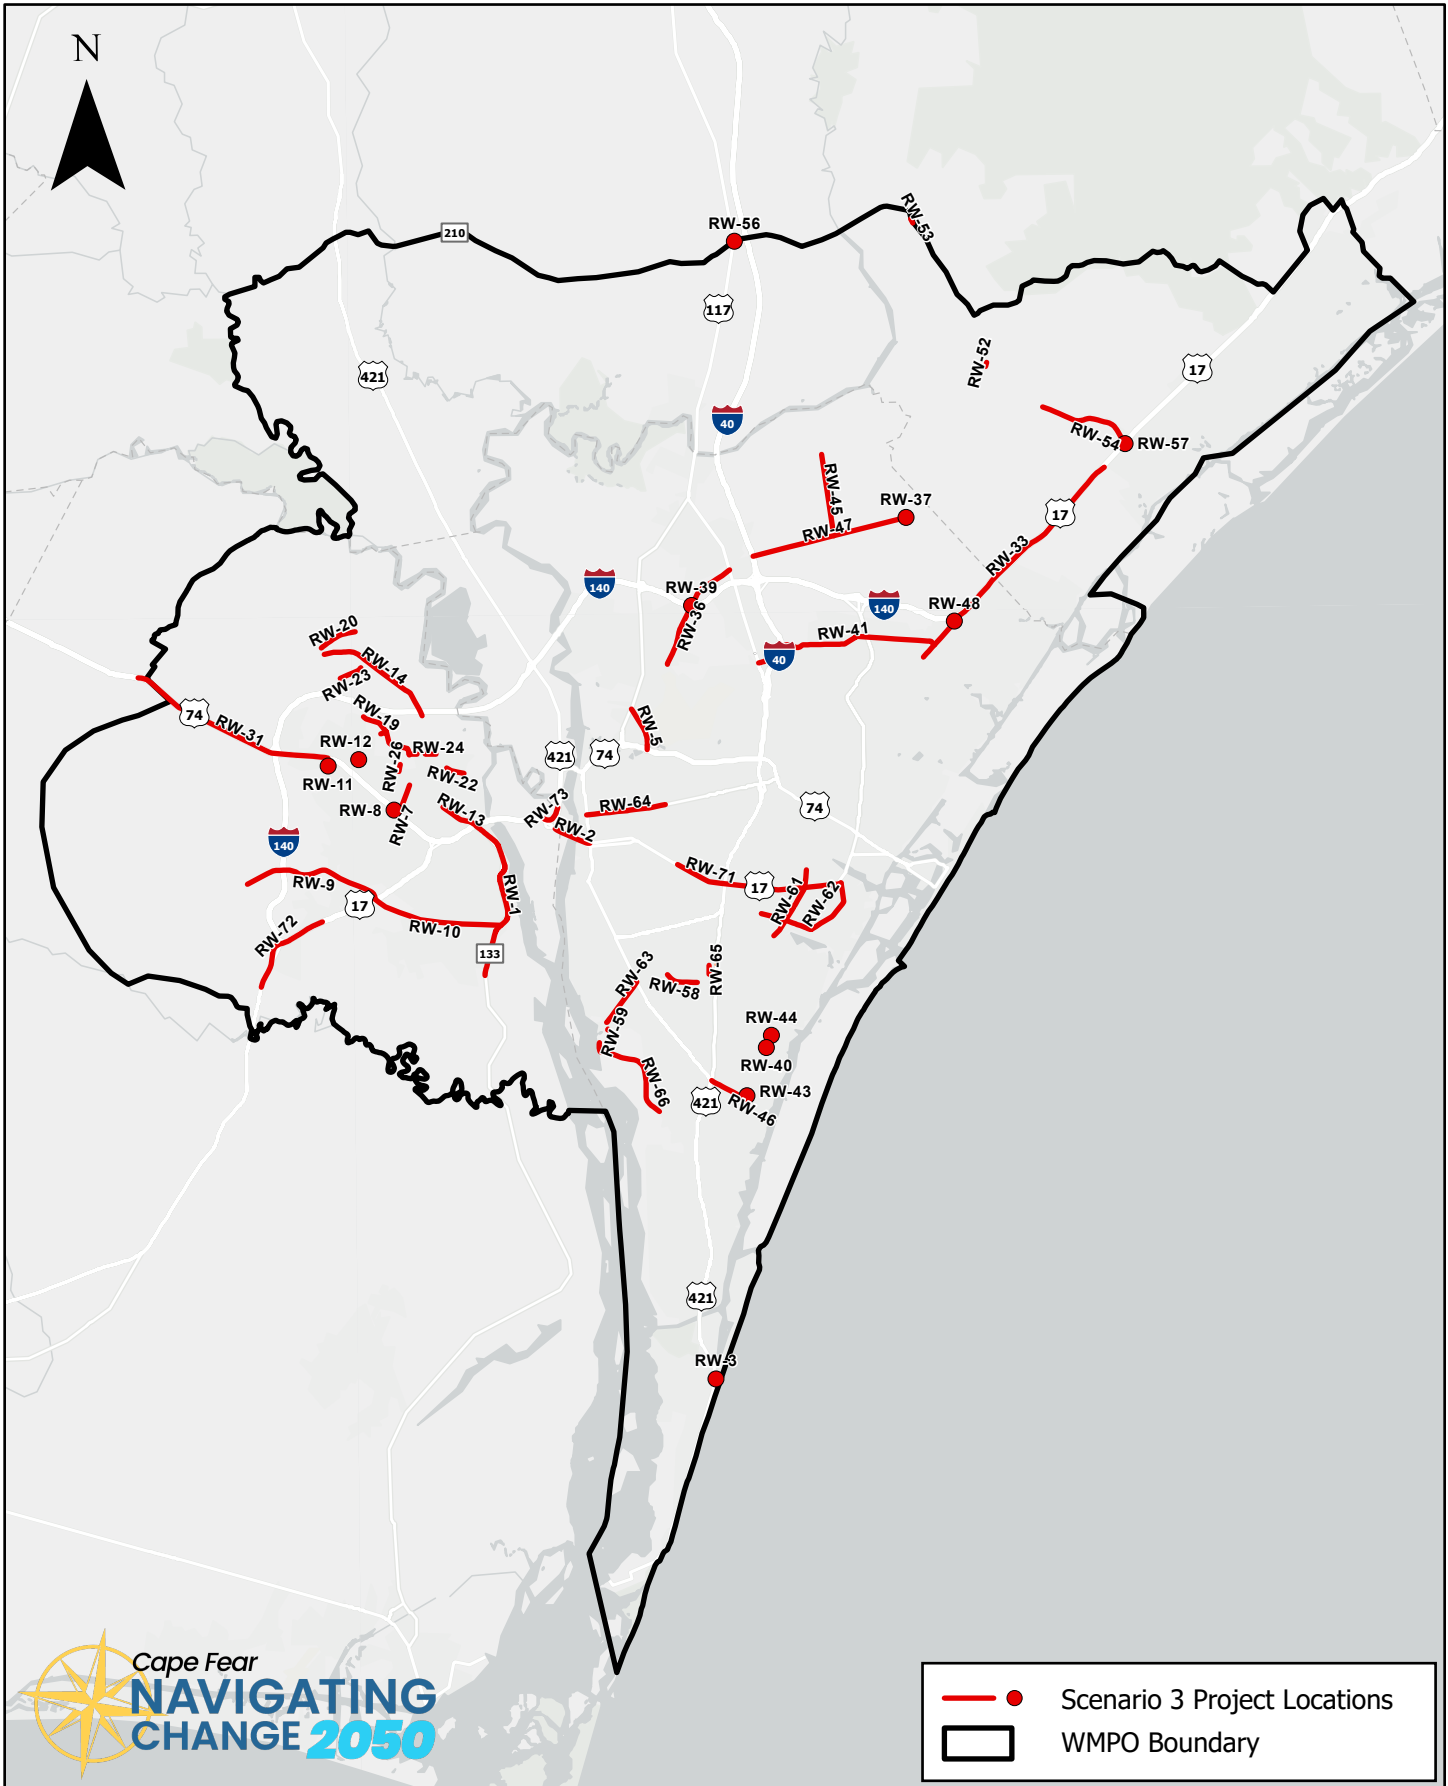 N
RW-53
RW-56
210
117
RW-52
17
421
40
RW-54
RW-57
RW-45
RW-37
17
RW-47
RW-33
140
RW-39
140
RW-48
RW-36
RW-41
40
RW-20
RW-14
RW-23
74
RW-19
RW-5
RW-31
RW-12
RW-24
421
74
RW-26
RW-22
RW-11
RW-8
RW-7
RW-13
RW-73
RW-64
74
RW-2
140
RW-71
RW-9
17
RW-1
17
RW-61
RW-62
RW-10
RW-72
133
RW-65
RW-63
RW-58
RW-44
RW-59
RW-40
RW-66
RW-43
421
RW-46
421
RW-3
Cape Fear
NAVIGATING
CHANGE 2050
Scenario 3 Project Locations
WMPO Boundary